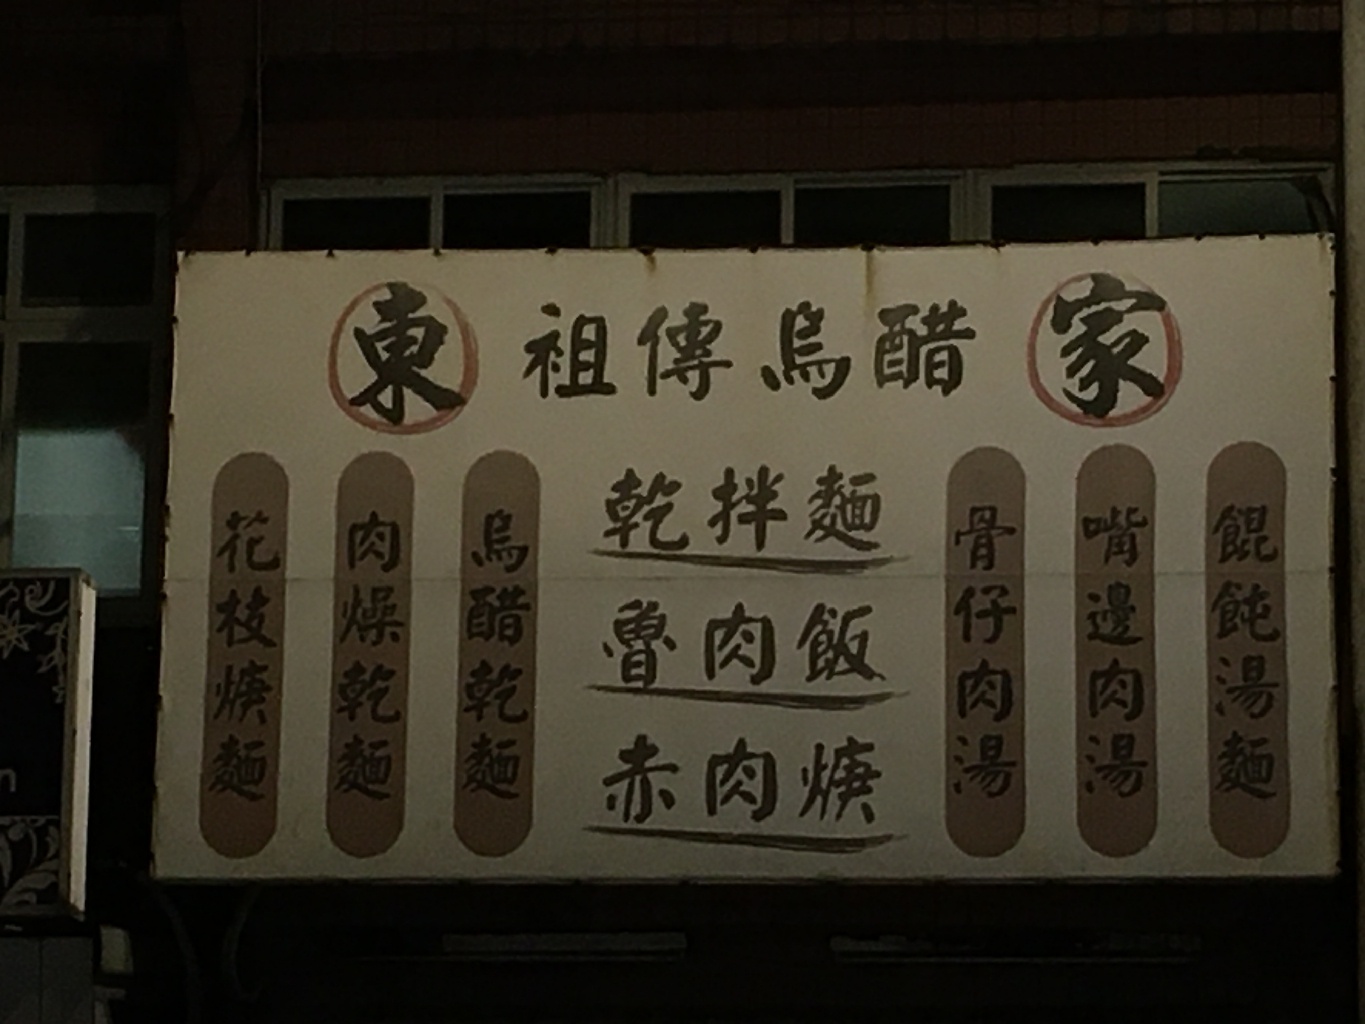 東 祖傳烏醋 家
乾拌麵
魯肉飯
赤肉焿
花枝焿麵
肉燥乾麵
烏醋乾麵
骨仔肉湯
嘴邊肉湯
餛飩湯麵
n